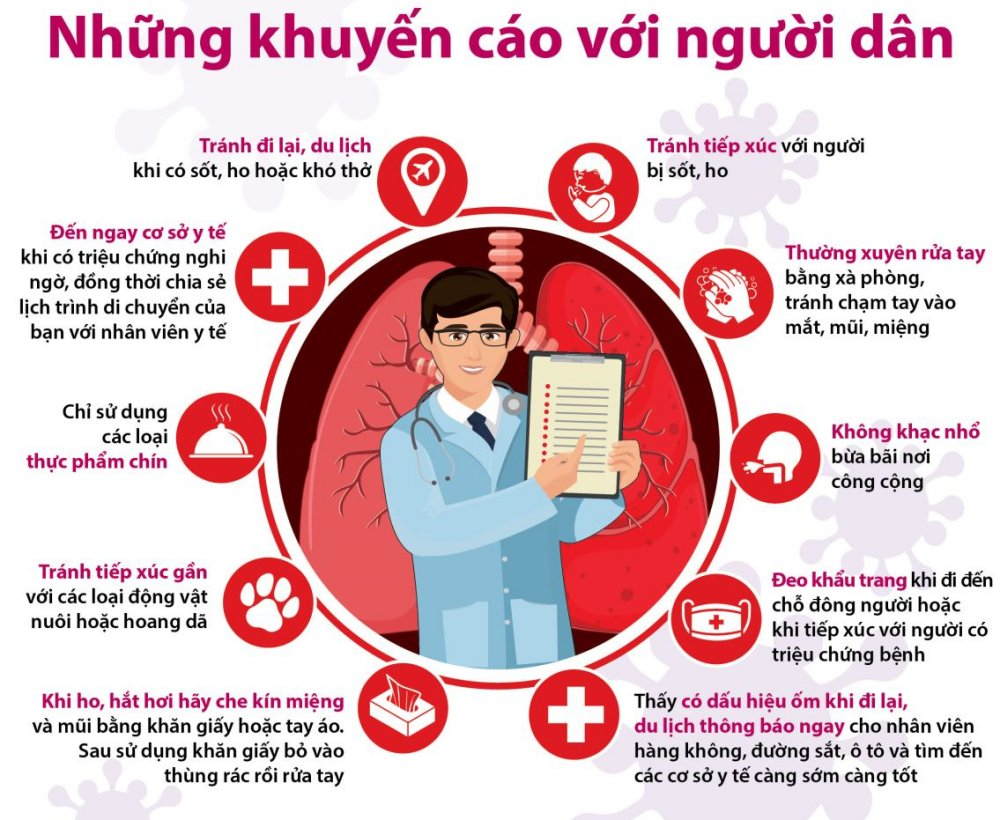 Những khuyến cáo với người dân
Tránh đi lại, du lịch
khi có sốt, ho hoặc khó thở
Tránh tiếp xúc với người
bị sốt, ho
Đến ngay cơ sở y tế
khi có triệu chứng nghi
ngờ, đồng thời chia sẻ
lịch trình di chuyển của
bạn với nhân viên y tế
Thường xuyên rửa tay
bằng xà phòng,
tránh chạm tay vào
mắt, mũi, miệng
Chỉ sử dụng
các loại
thực phẩm chín
Không khạc nhổ
bừa bãi nơi
công cộng
Tránh tiếp xúc gần
với các loại động vật
nuôi hoặc hoang dã
Đeo khẩu trang khi đi đến
chỗ đông người hoặc
khi tiếp xúc với người có
triệu chứng bệnh
Khi ho, hắt hơi hãy che kín miệng
và mũi bằng khăn giấy hoặc tay áo.
Sau sử dụng khăn giấy bỏ vào
thùng rác rồi rửa tay
Thấy có dấu hiệu ốm khi đi lại,
du lịch thông báo ngay cho nhân viên
hàng không, đường sắt, ô tô và tìm đến
các cơ sở y tế càng sớm càng tốt